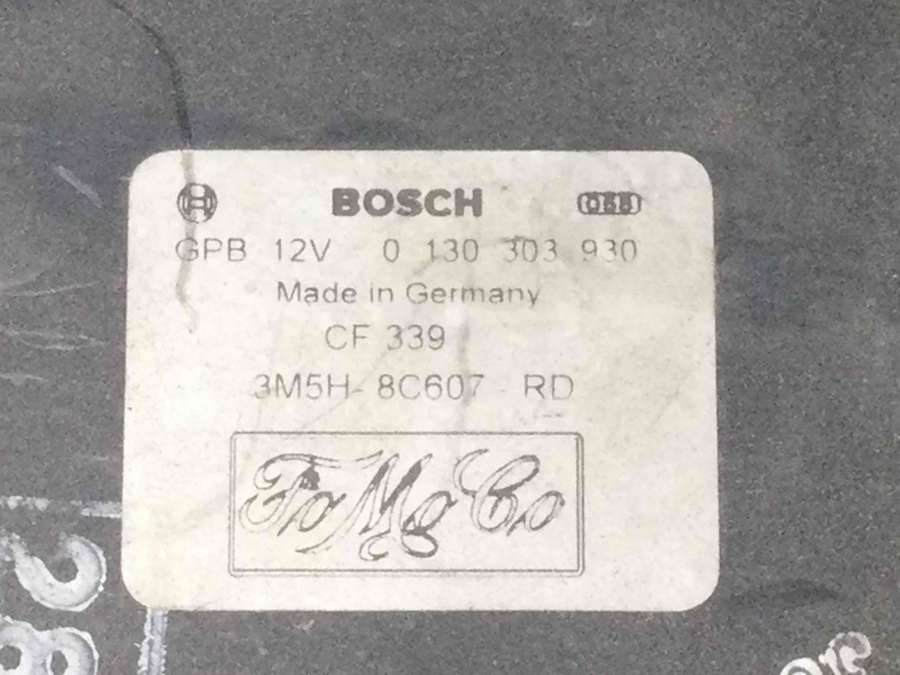 BOSCH
GPB 12V 0 130 303 930
Made in Germany
CF 339
3M5H- 8C607 - RD
FoMoCo